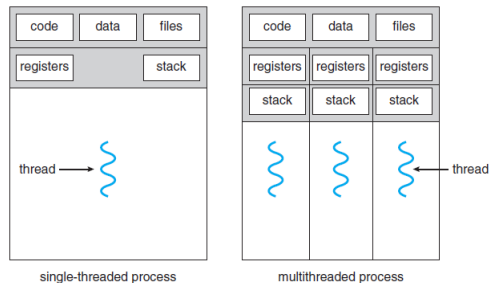 code data files
registers stack
thread
single-threaded process
code data files
registers registers registers
stack stack stack
thread
multithreaded process